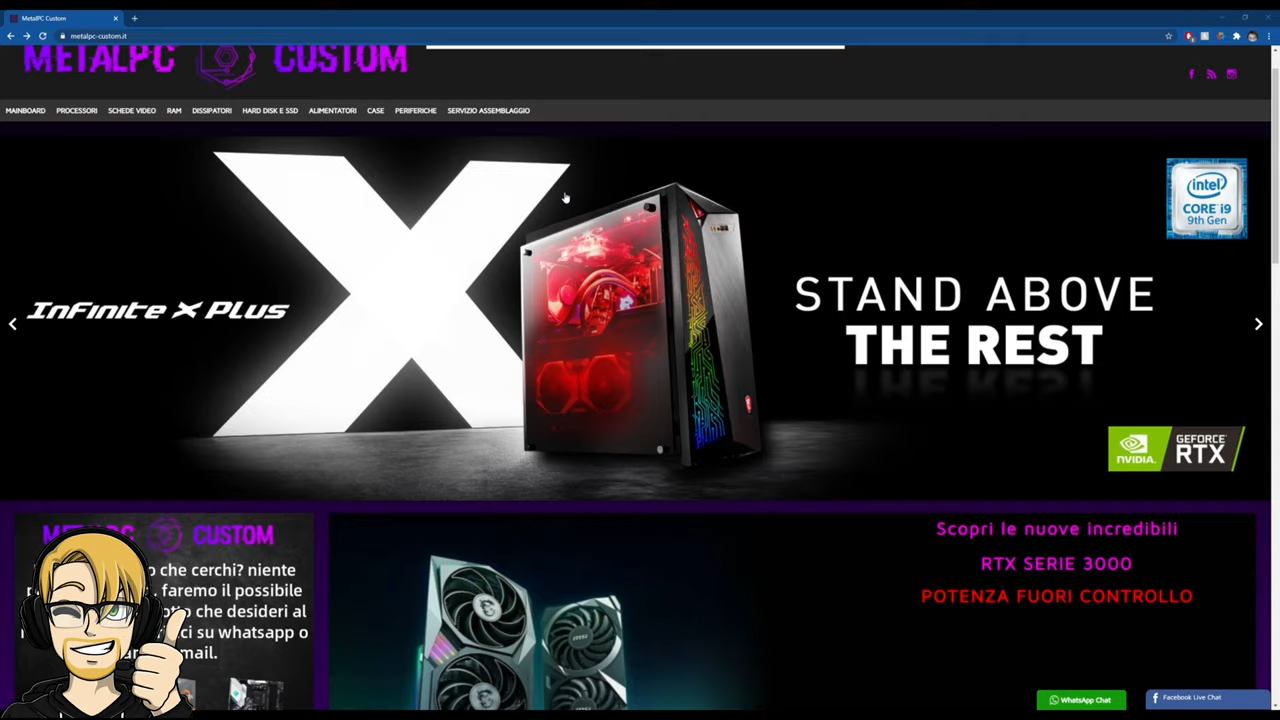 MetalPC Custom
metalpc-custom.it
METALPC CUSTOM
MAINBOARD PROCESSORI SCHEDE VIDEO RAM DISSIPATORI HARD DISK E SSD ALIMENTATORI CASE PERIFERICHE SERVIZIO ASSEMBLAGGIO
intel
CORE i9
9th Gen
Infinite X Plus
STAND ABOVE
THE REST
NVIDIA.
GEFORCE
RTX
CUSTOM
che cerchi? niente
faremo il possibile
che desideri al
ci su whatsapp o
mail.
Scopri le nuove incredibili
RTX SERIE 3000
POTENZA FUORI CONTROLLO
WhatsApp Chat
Facebook Live Chat